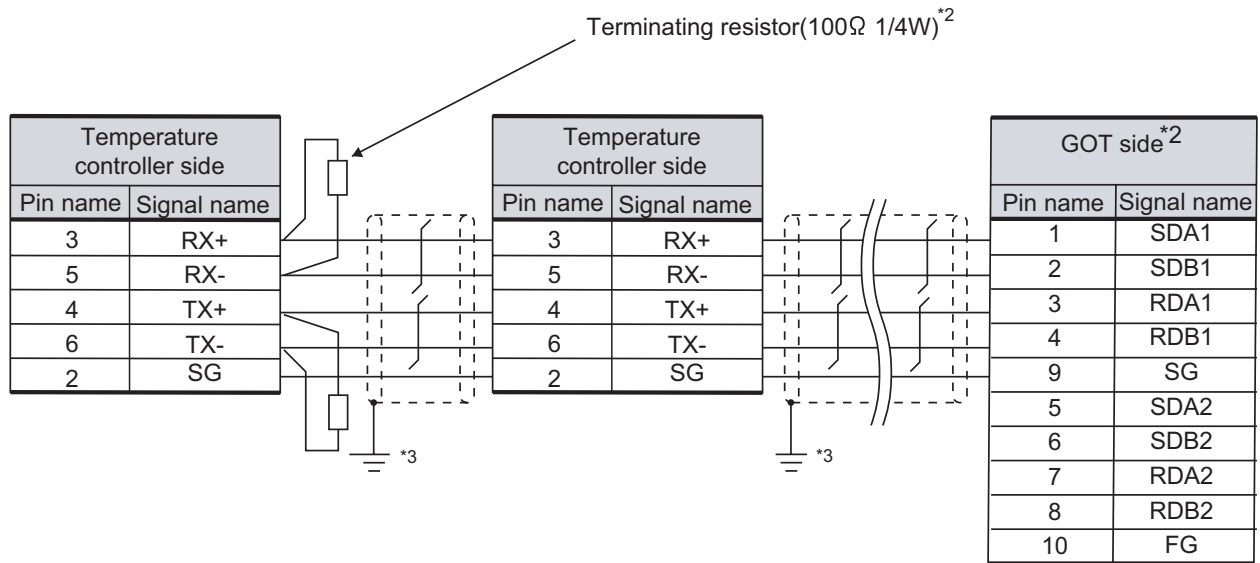 Terminating resistor(100Ω 1/4W)*2
Temperature
controller side
Pin name Signal name
3 RX+
5 RX-
4 TX+
6 TX-
2 SG
*3
Temperature
controller side
Pin name Signal name
3 RX+
5 RX-
4 TX+
6 TX-
2 SG
*3
GOT side*2
Pin name Signal name
1 SDA1
2 SDB1
3 RDA1
4 RDB1
9 SG
5 SDA2
6 SDB2
7 RDA2
8 RDB2
10 FG